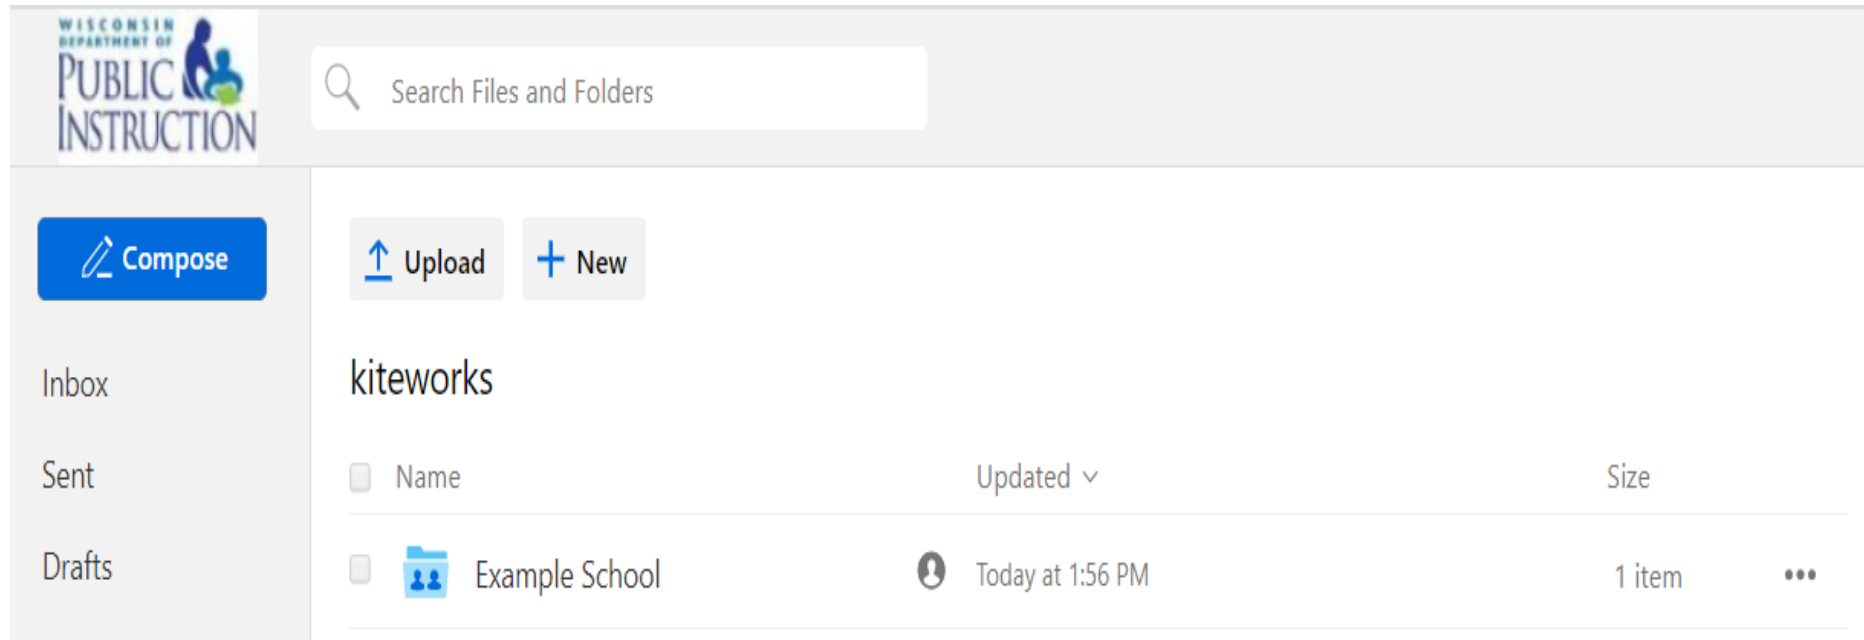 WISCONSIN
DEPARTMENT OF
PUBLIC
INSTRUCTION
Search Files and Folders
Compose
Upload
New
Inbox
kiteworks
Sent
Name Updated Size
Drafts
Example School Today at 1:56 PM 1 item